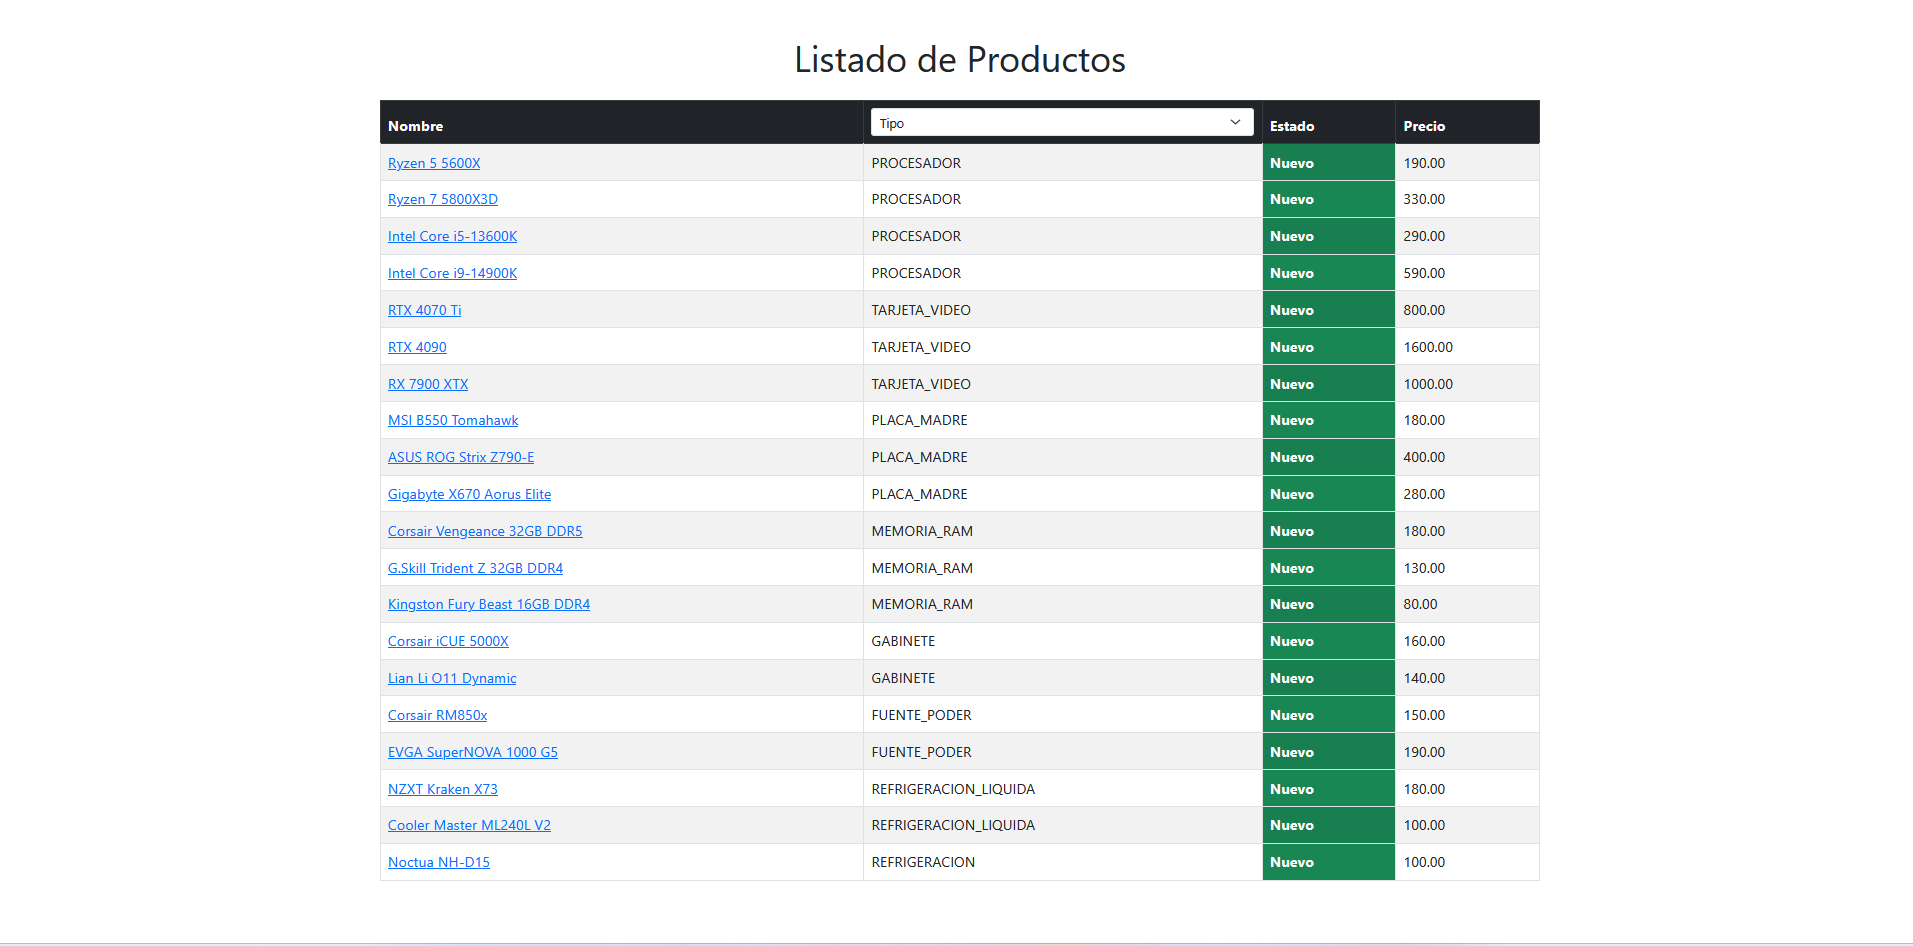 Listado de Productos
Nombre Tipo Estado Precio
Ryzen 5 5600X PROCESADOR Nuevo 190.00
Ryzen 7 5800X3D PROCESADOR Nuevo 330.00
Intel Core i5-13600K PROCESADOR Nuevo 290.00
Intel Core i9-14900K PROCESADOR Nuevo 590.00
RTX 4070 Ti TARJETA_VIDEO Nuevo 800.00
RTX 4090 TARJETA_VIDEO Nuevo 1600.00
RX 7900 XTX TARJETA_VIDEO Nuevo 1000.00
MSI B550 Tomahawk PLACA_MADRE Nuevo 180.00
ASUS ROG Strix Z790-E PLACA_MADRE Nuevo 400.00
Gigabyte X670 Aorus Elite PLACA_MADRE Nuevo 280.00
Corsair Vengeance 32GB DDR5 MEMORIA_RAM Nuevo 180.00
G.Skill Trident Z 32GB DDR4 MEMORIA_RAM Nuevo 130.00
Kingston Fury Beast 16GB DDR4 MEMORIA_RAM Nuevo 80.00
Corsair iCUE 5000X GABINETE Nuevo 160.00
Lian Li O11 Dynamic GABINETE Nuevo 140.00
Corsair RM850x FUENTE_PODER Nuevo 150.00
EVGA SuperNOVA 1000 G5 FUENTE_PODER Nuevo 190.00
NZXT Kraken X73 REFRIGERACION_LIQUIDA Nuevo 180.00
Cooler Master ML240L V2 REFRIGERACION_LIQUIDA Nuevo 100.00
Noctua NH-D15 REFRIGERACION Nuevo 100.00